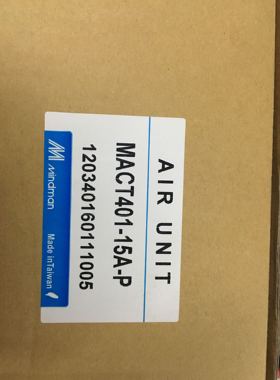 AIR UNIT
MACT401-15A-P
120340160111005
Mindman
Made in Taiwan